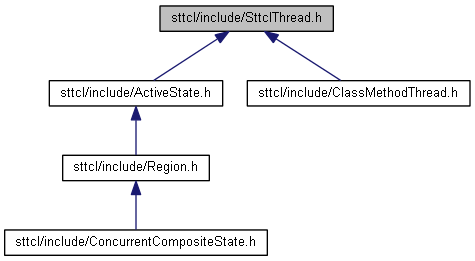 sttcl/include/SttclThread.h
sttcl/include/ActiveState.h
sttcl/include/ClassMethodThread.h
sttcl/include/Region.h
sttcl/include/ConcurrentCompositeState.h